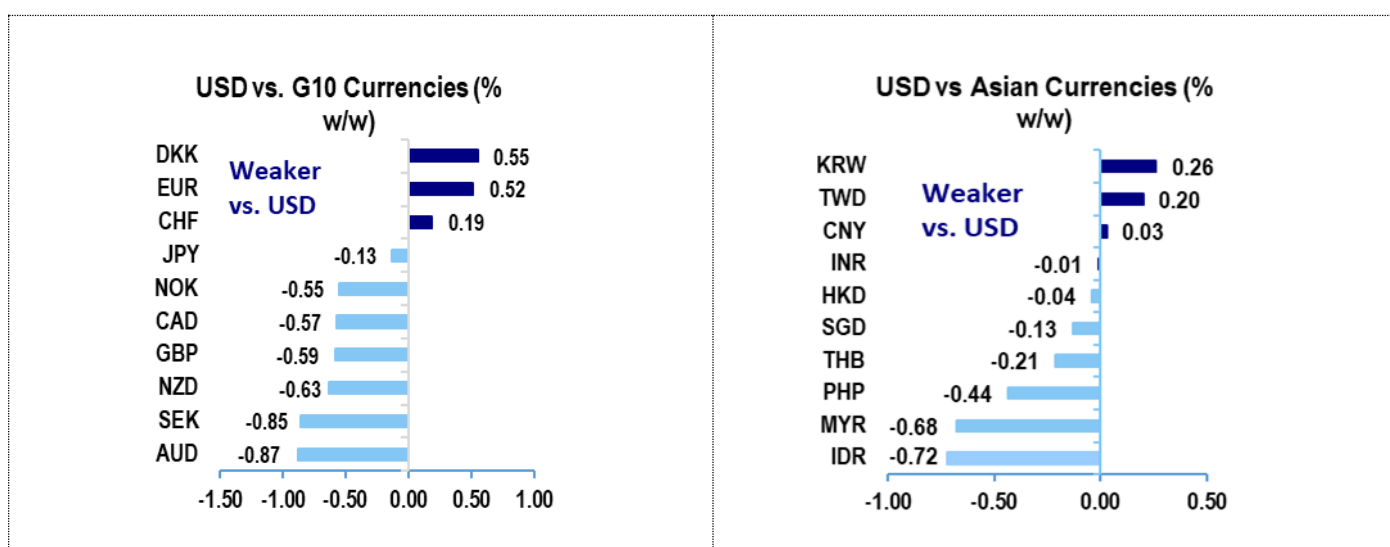 USD vs. G10 Currencies (%
w/w)
Weaker
vs. USD
DKK 0.55
EUR 0.52
CHF 0.19
JPY -0.13
NOK -0.55
CAD -0.57
GBP -0.59
NZD -0.63
SEK -0.85
AUD -0.87
-1.50 -1.00 -0.50 0.00 0.50 1.00
USD vs Asian Currencies (%
w/w)
Weaker
vs. USD
KRW 0.26
TWD 0.20
CNY 0.03
INR -0.01
HKD -0.04
SGD -0.13
THB -0.21
PHP -0.44
MYR -0.68
IDR -0.72
-1.00 -0.50 0.00 0.50